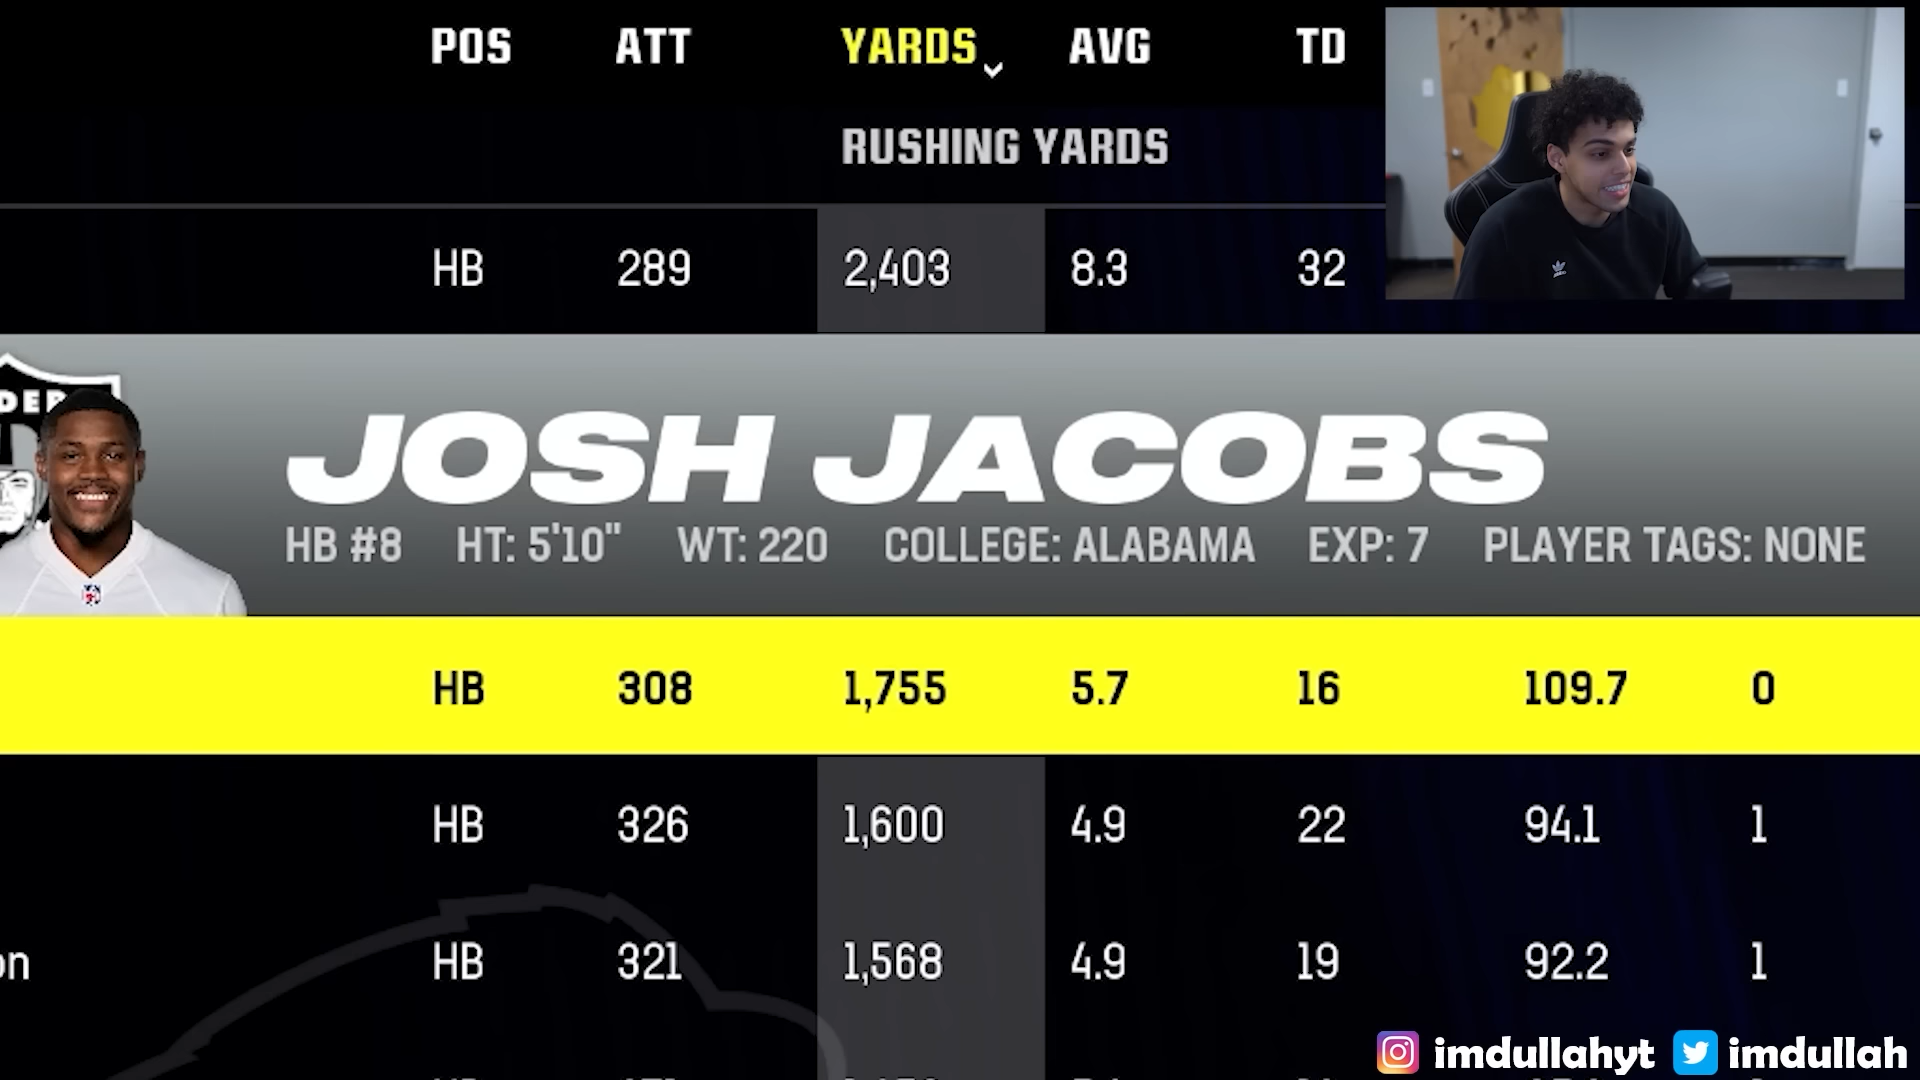 POS ATT YARDS AVG TD
RUSHING YARDS
HB 289 2,403 8.3 32
JOSH JACOBS
HB #8 HT: 5'10" WT: 220 COLLEGE: ALABAMA EXP: 7 PLAYER TAGS: NONE
HB 308 1,755 5.7 16 109.7 0
HB 326 1,600 4.9 22 94.1 1
on HB 321 1,568 4.9 19 92.2 1
imdullahyt imdullah